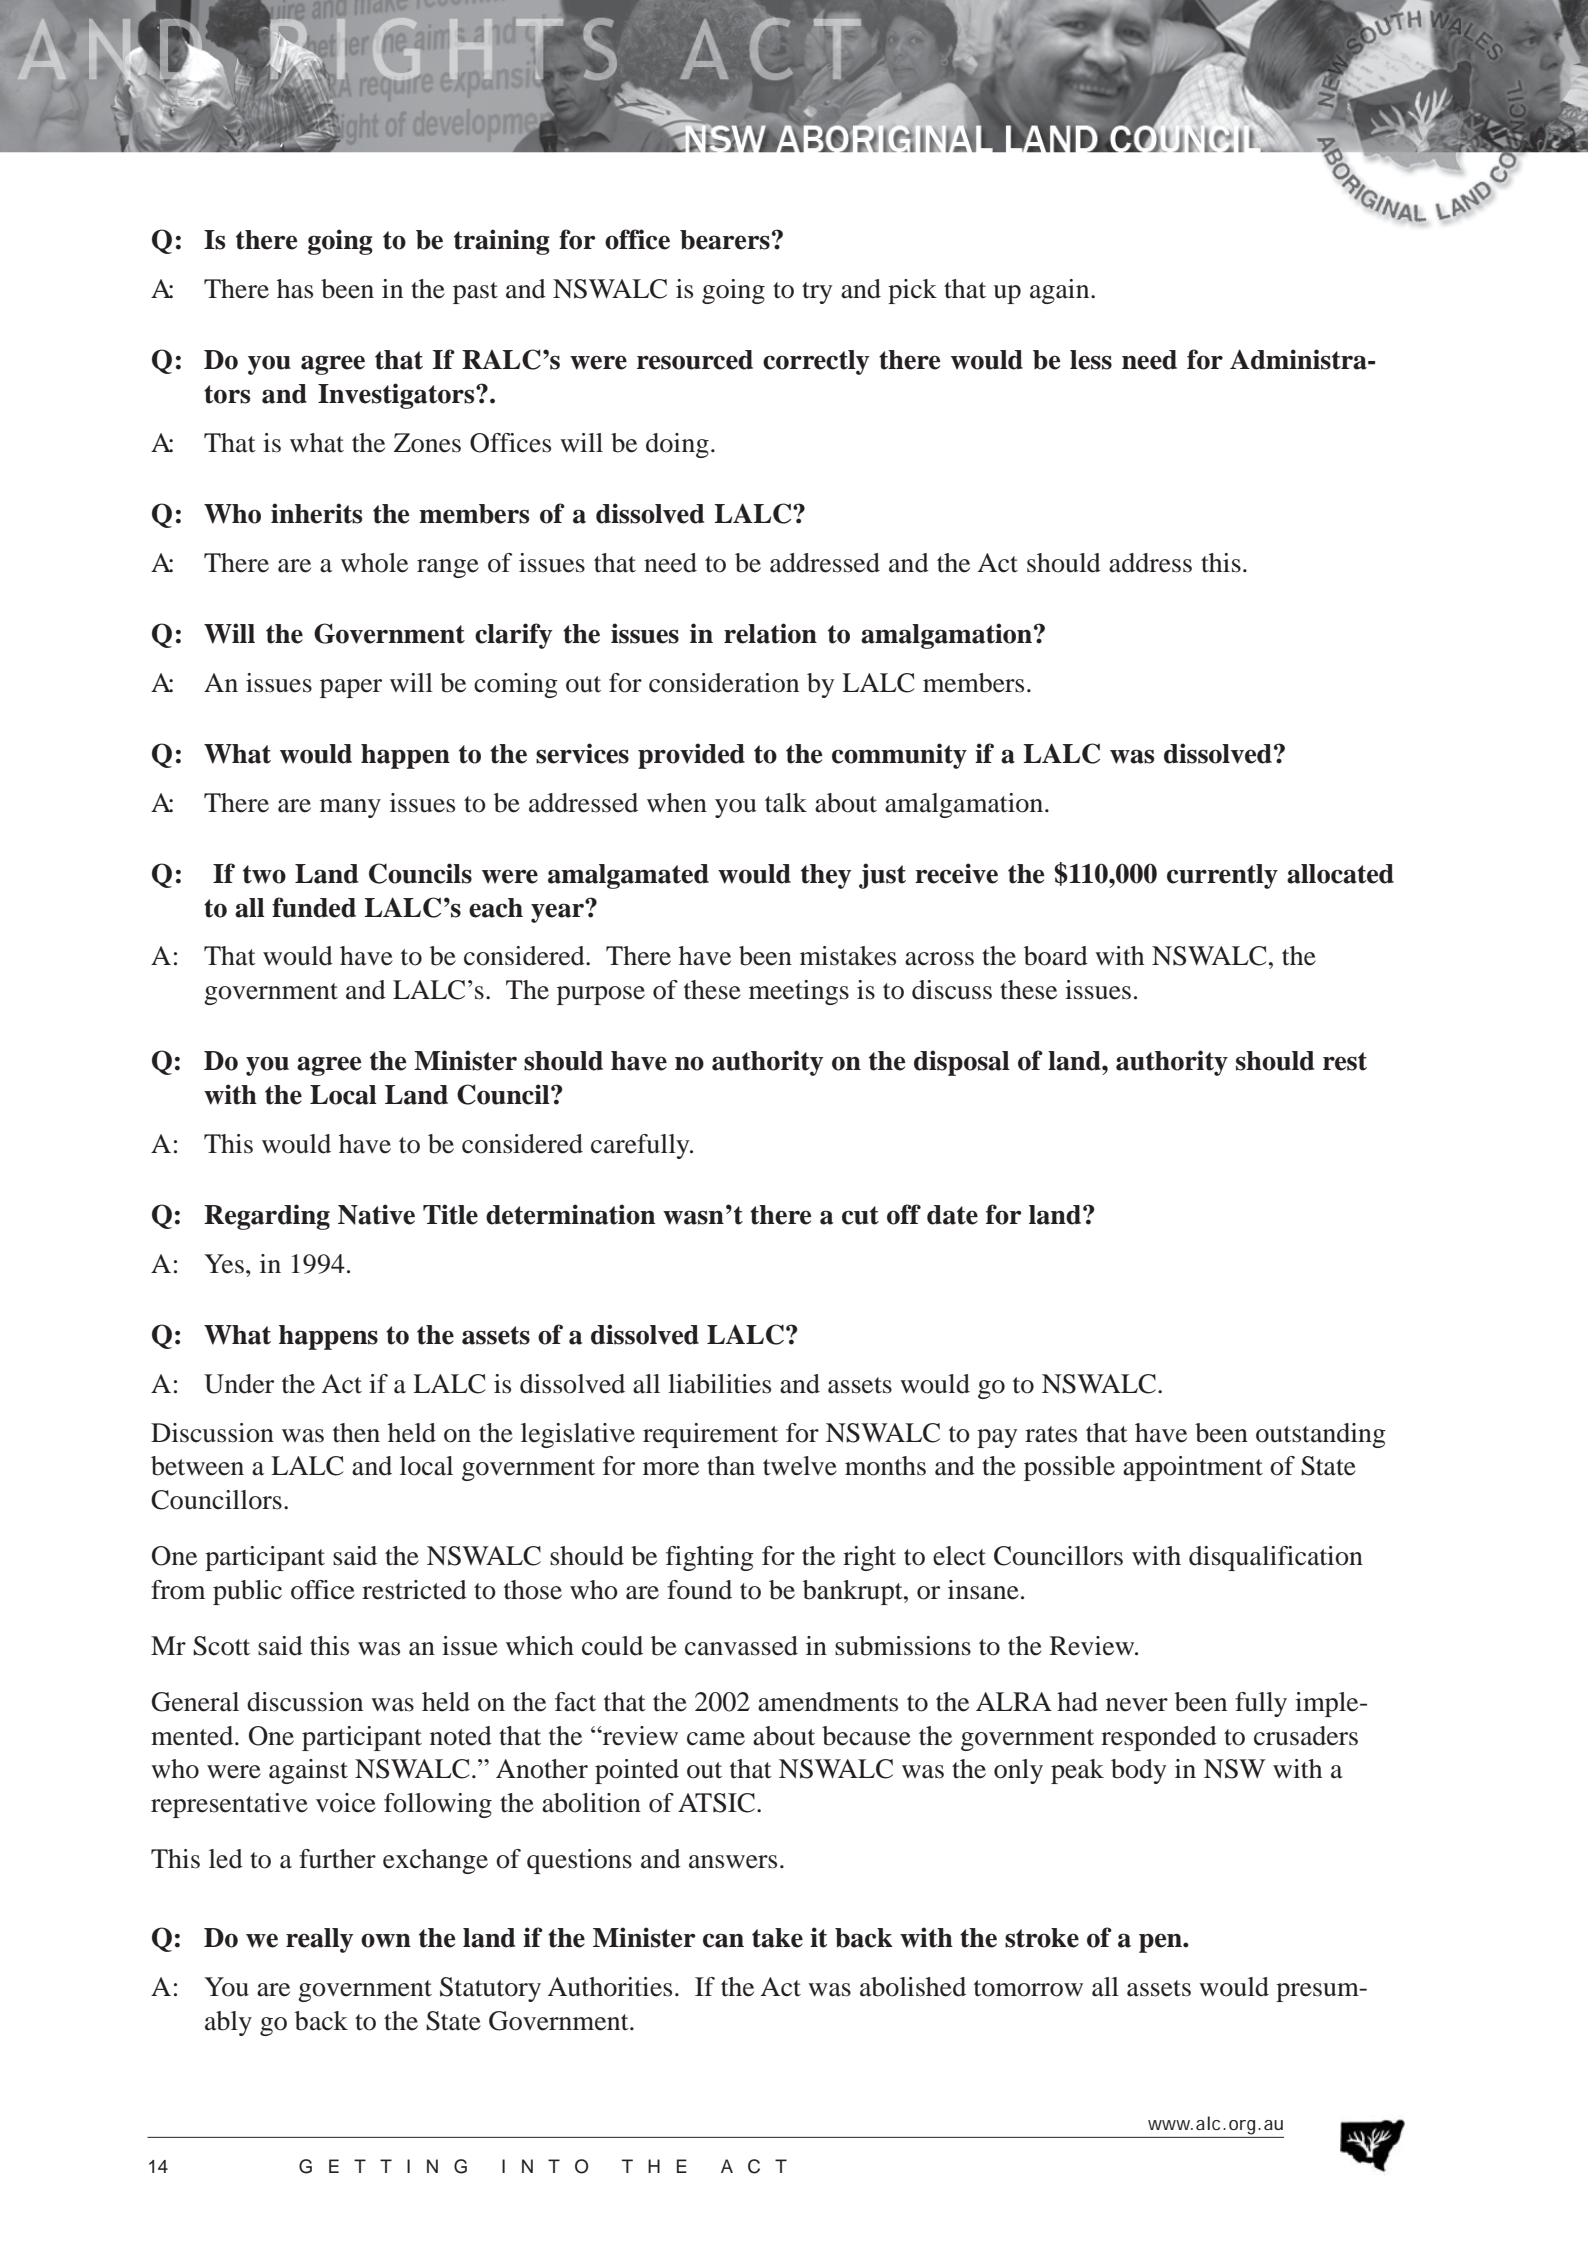 uire and make reco
hether the aims and o
A require expansi
ight of developme
AND RIGHTS ACT
NSW ABORIGINAL LAND COUNCIL
NEW SOUTH WALES
ABORIGINAL LAND COUNCIL
Q: Is there going to be training for office bearers?
A: There has been in the past and NSWALC is going to try and pick that up again.
Q: Do you agree that If RALC’s were resourced correctly there would be less need for Administra-
tors and Investigators?.
A: That is what the Zones Offices will be doing.
Q: Who inherits the members of a dissolved LALC?
A: There are a whole range of issues that need to be addressed and the Act should address this.
Q: Will the Government clarify the issues in relation to amalgamation?
A: An issues paper will be coming out for consideration by LALC members.
Q: What would happen to the services provided to the community if a LALC was dissolved?
A: There are many issues to be addressed when you talk about amalgamation.
Q: If two Land Councils were amalgamated would they just receive the $110,000 currently allocated
to all funded LALC’s each year?
A: That would have to be considered. There have been mistakes across the board with NSWALC, the
government and LALC’s. The purpose of these meetings is to discuss these issues.
Q: Do you agree the Minister should have no authority on the disposal of land, authority should rest
with the Local Land Council?
A: This would have to be considered carefully.
Q: Regarding Native Title determination wasn’t there a cut off date for land?
A: Yes, in 1994.
Q: What happens to the assets of a dissolved LALC?
A: Under the Act if a LALC is dissolved all liabilities and assets would go to NSWALC.
Discussion was then held on the legislative requirement for NSWALC to pay rates that have been outstanding
between a LALC and local government for more than twelve months and the possible appointment of State
Councillors.
One participant said the NSWALC should be fighting for the right to elect Councillors with disqualification
from public office restricted to those who are found to be bankrupt, or insane.
Mr Scott said this was an issue which could be canvassed in submissions to the Review.
General discussion was held on the fact that the 2002 amendments to the ALRA had never been fully imple-
mented. One participant noted that the “review came about because the government responded to crusaders
who were against NSWALC.” Another pointed out that NSWALC was the only peak body in NSW with a
representative voice following the abolition of ATSIC.
This led to a further exchange of questions and answers.
Q: Do we really own the land if the Minister can take it back with the stroke of a pen.
A: You are government Statutory Authorities. If the Act was abolished tomorrow all assets would presum-
ably go back to the State Government.
www.alc.org.au
14 GETTING INTO THE ACT